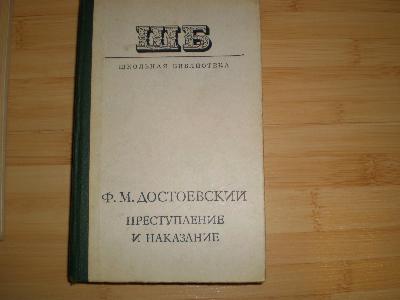 ШБ
ШКОЛЬНАЯ БИБЛИОТЕКА
Ф. М. ДОСТОЕВСКИЙ
ПРЕСТУПЛЕНИЕ
И НАКАЗАНИЕ